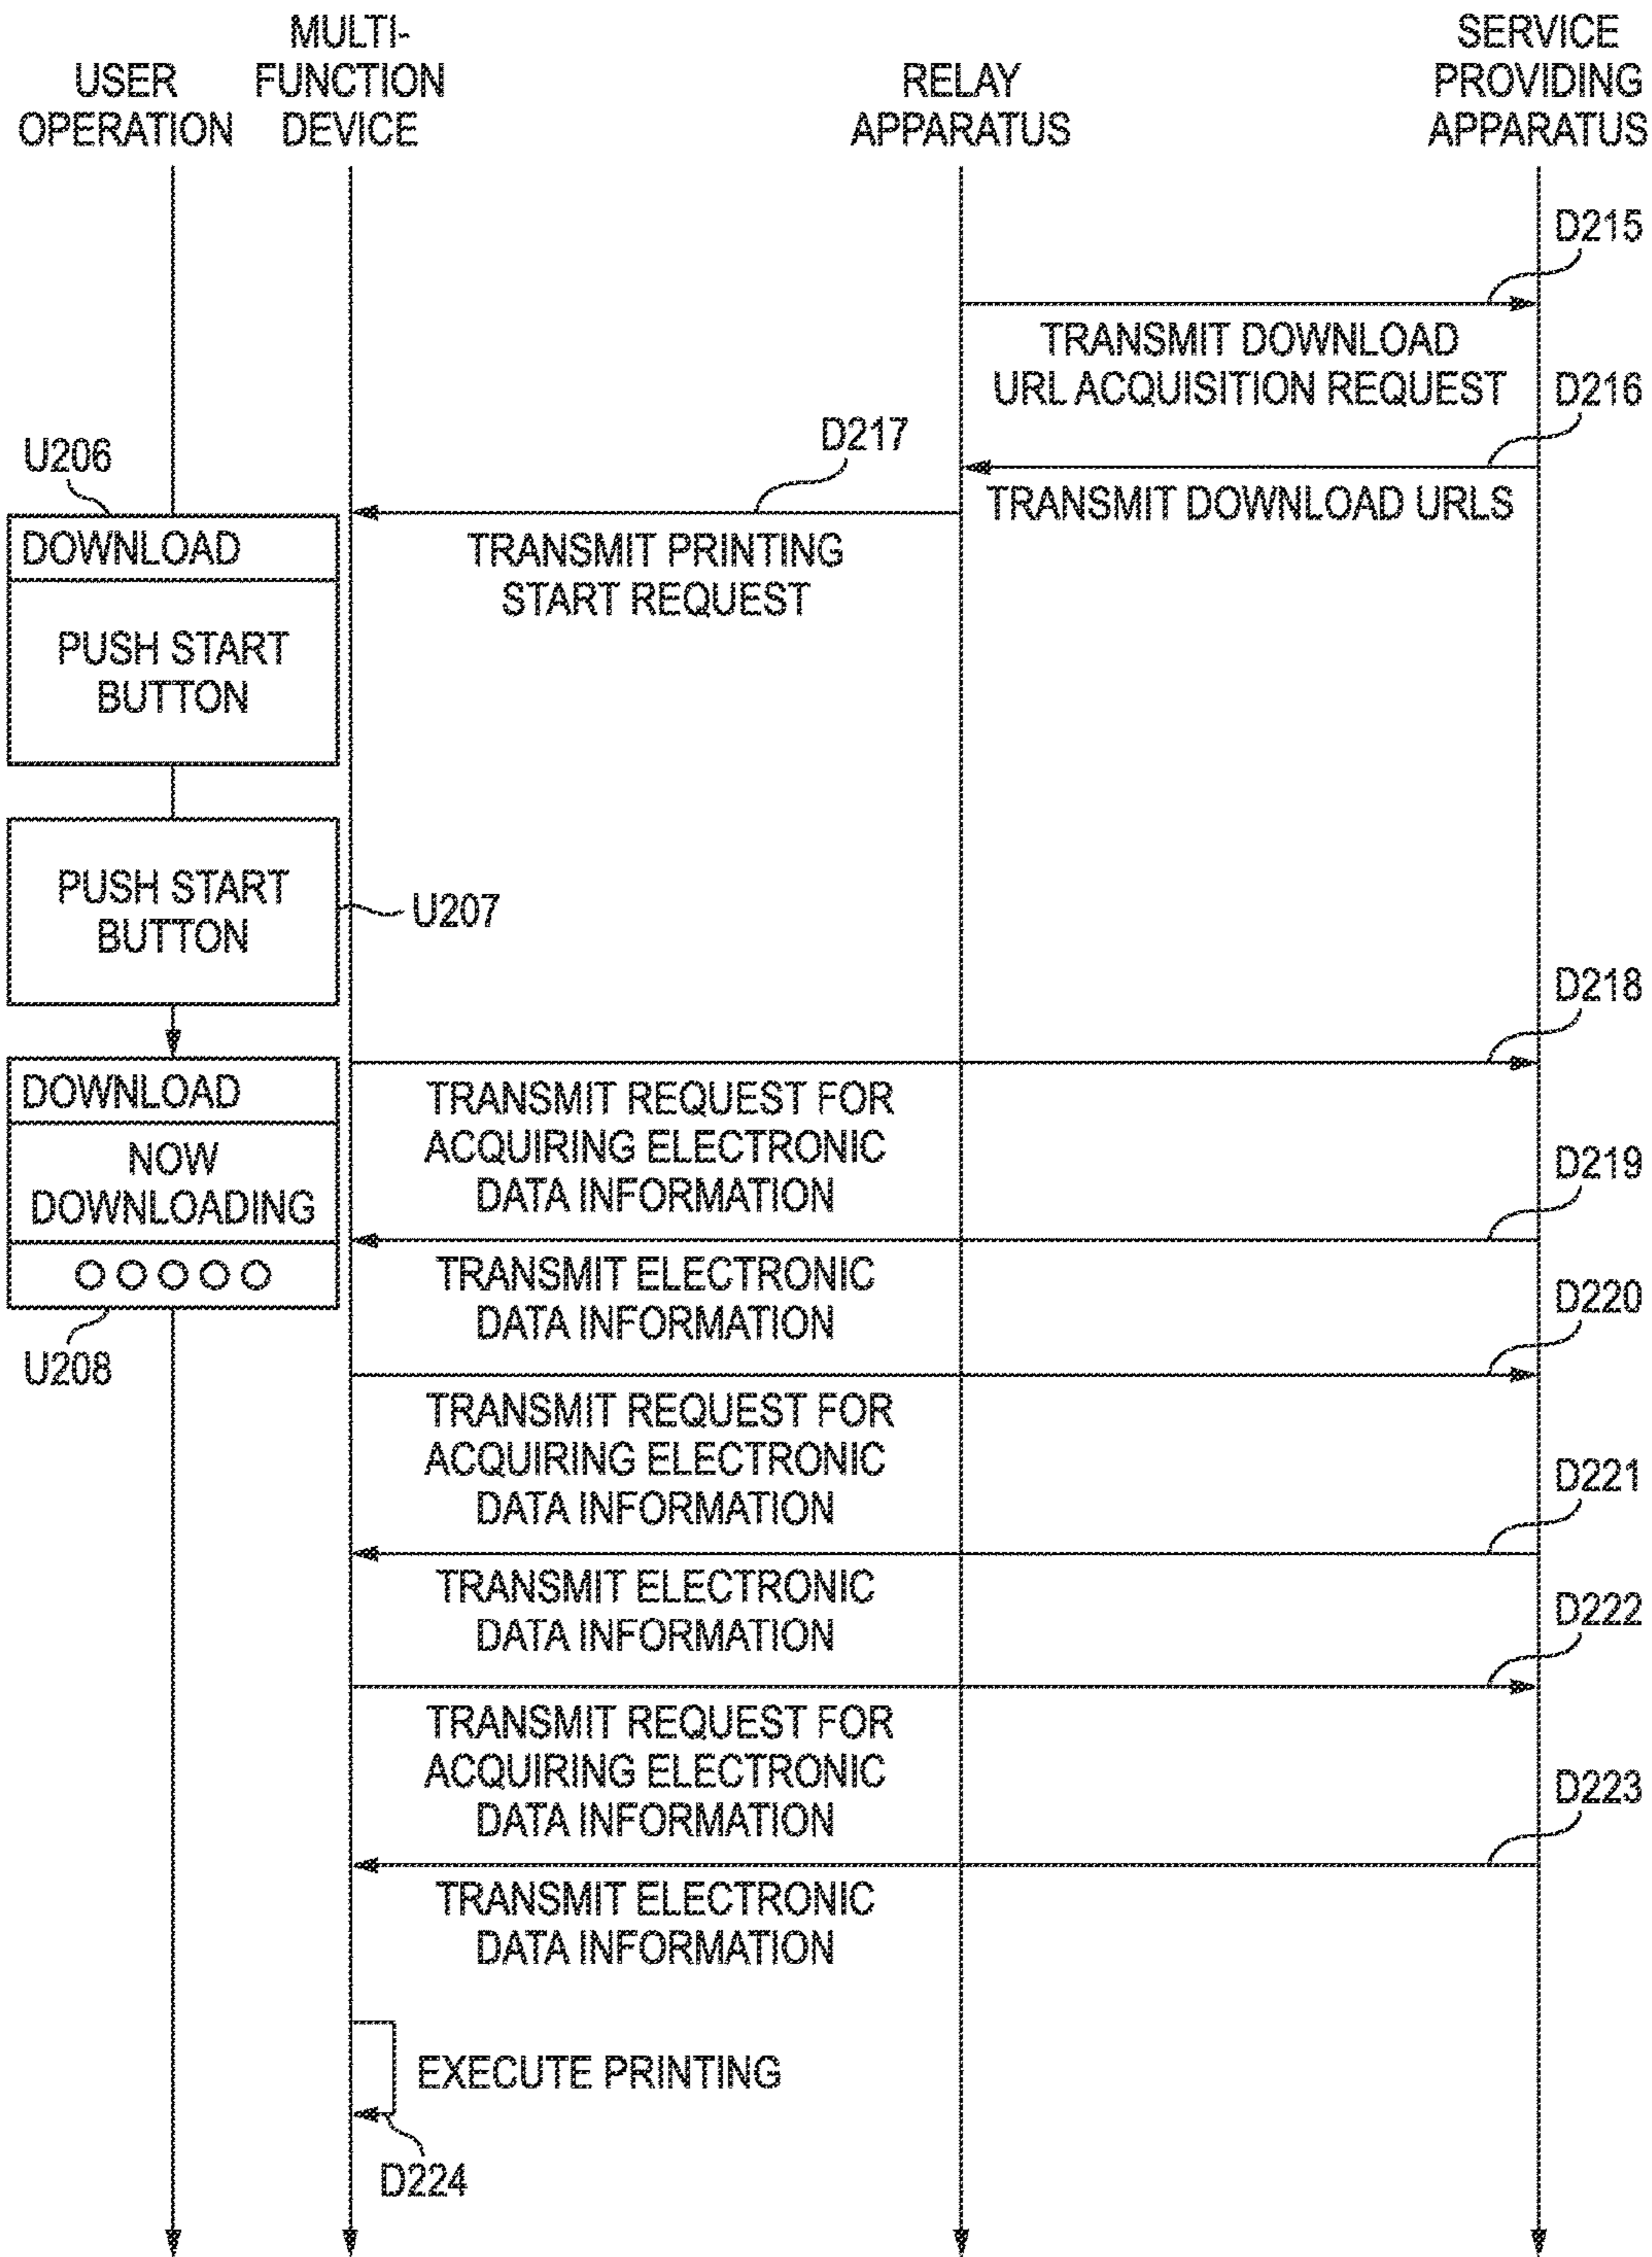 USER
OPERATION
MULTI-
FUNCTION
DEVICE
RELAY
APPARATUS
SERVICE
PROVIDING
APPARATUS
D215
TRANSMIT DOWNLOAD
URL ACQUISITION REQUEST
D216
TRANSMIT DOWNLOAD URLS
D217
TRANSMIT PRINTING
START REQUEST
U206
DOWNLOAD
PUSH START
BUTTON
PUSH START
BUTTON
U207
D218
DOWNLOAD
NOW
DOWNLOADING
U208
TRANSMIT REQUEST FOR
ACQUIRING ELECTRONIC
DATA INFORMATION
D219
TRANSMIT ELECTRONIC
DATA INFORMATION
D220
TRANSMIT REQUEST FOR
ACQUIRING ELECTRONIC
DATA INFORMATION
D221
TRANSMIT ELECTRONIC
DATA INFORMATION
D222
TRANSMIT REQUEST FOR
ACQUIRING ELECTRONIC
DATA INFORMATION
D223
TRANSMIT ELECTRONIC
DATA INFORMATION
EXECUTE PRINTING
D224